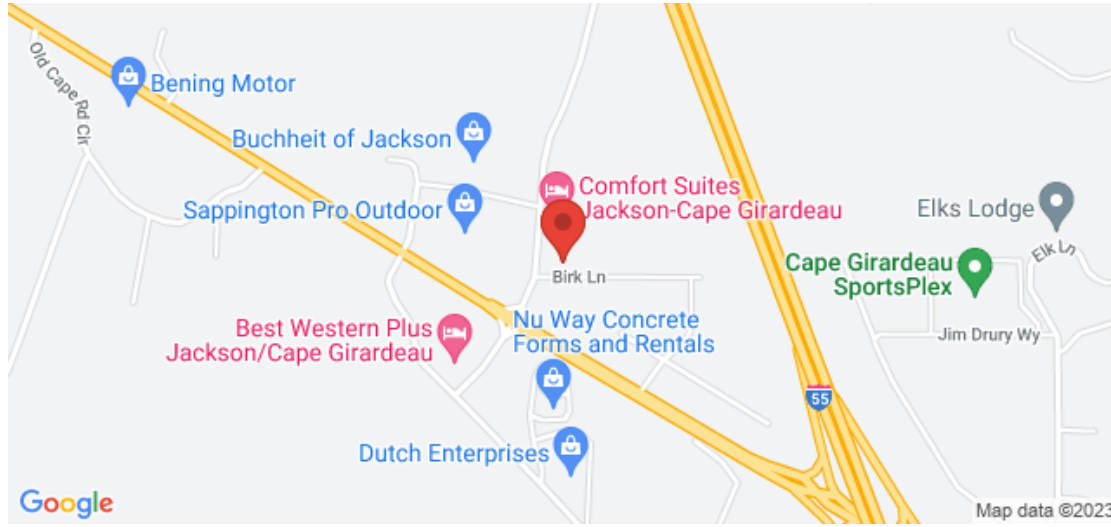 Old Cape Rd Cir
Bening Motor
Buchheit of Jackson
Comfort Suites
Jackson-Cape Girardeau
Sappington Pro Outdoor
Elks Lodge
Elk Ln
Cape Girardeau
SportsPlex
Birk Ln
Nu Way Concrete
Forms and Rentals
Best Western Plus
Jackson/Cape Girardeau
Jim Drury Wy
55
Dutch Enterprises
Google
Map data ©2023